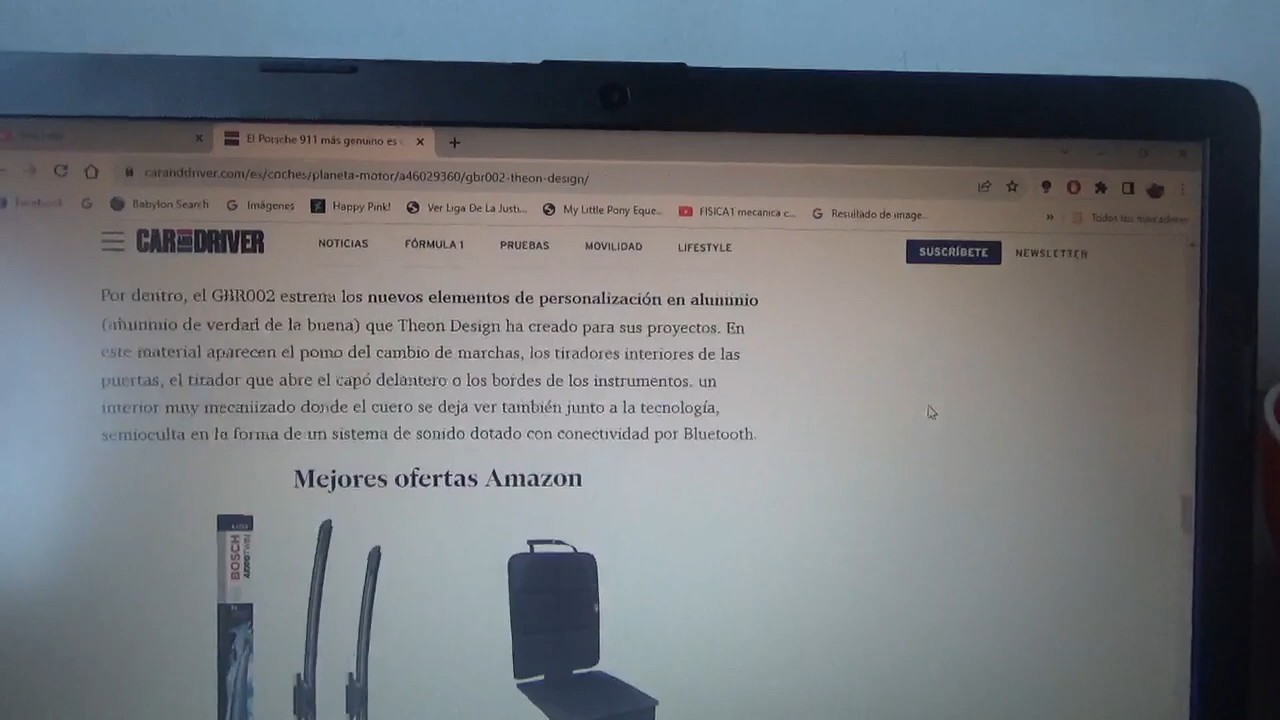 El Porsche 911 más genuino es
caranddriver.com/es/coches/planeta-motor/a46029360/gbr002-theon-design/
Facebook
Babylon Search
Imágenes
Happy Pink!
Ver Liga De La Justi...
My Little Pony Eque...
FISICA1 mecanica c...
Resultado de image...
»
Todos los marcadores
CAR AND DRIVER
NOTICIAS
FÓRMULA 1
PRUEBAS
MOVILIDAD
LIFESTYLE
SUSCRÍBETE
NEWSLETTER
Por dentro, el GBR002 estrena los nuevos elementos de personalización en aluminio
(aluminio de verdad de la buena) que Theon Design ha creado para sus proyectos. En
este material aparecen el pomo del cambio de marchas, los tiradores interiores de las
puertas, el tirador que abre el capó delantero o los bordes de los instrumentos. un
interior muy mecanizado donde el cuero se deja ver también junto a la tecnología,
semioculta en la forma de un sistema de sonido dotado con conectividad por Bluetooth.
Mejores ofertas Amazon
BOSCH
AEROTWIN